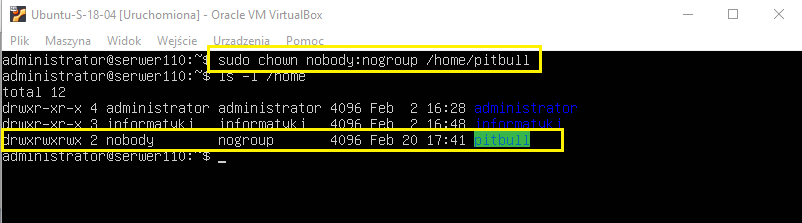 Ubuntu-S-18-04 [Uruchomiona] - Oracle VM VirtualBox
Plik Maszyna Widok Wejście Urządzenia Pomoc
administrator@serwer110:~$ sudo chown nobody:nogroup /home/pitbull
administrator@serwer110:~$ ls -l /home
total 12
drwxr-xr-x 4 administrator administrator 4096 Feb 2 16:28 administrator
drwxr-xr-x 3 informatyki informatyki 4096 Feb 2 16:48 informatyki
drwxrwxrwx 2 nobody nogroup 4096 Feb 20 17:41 pitbull
administrator@serwer110:~$ _